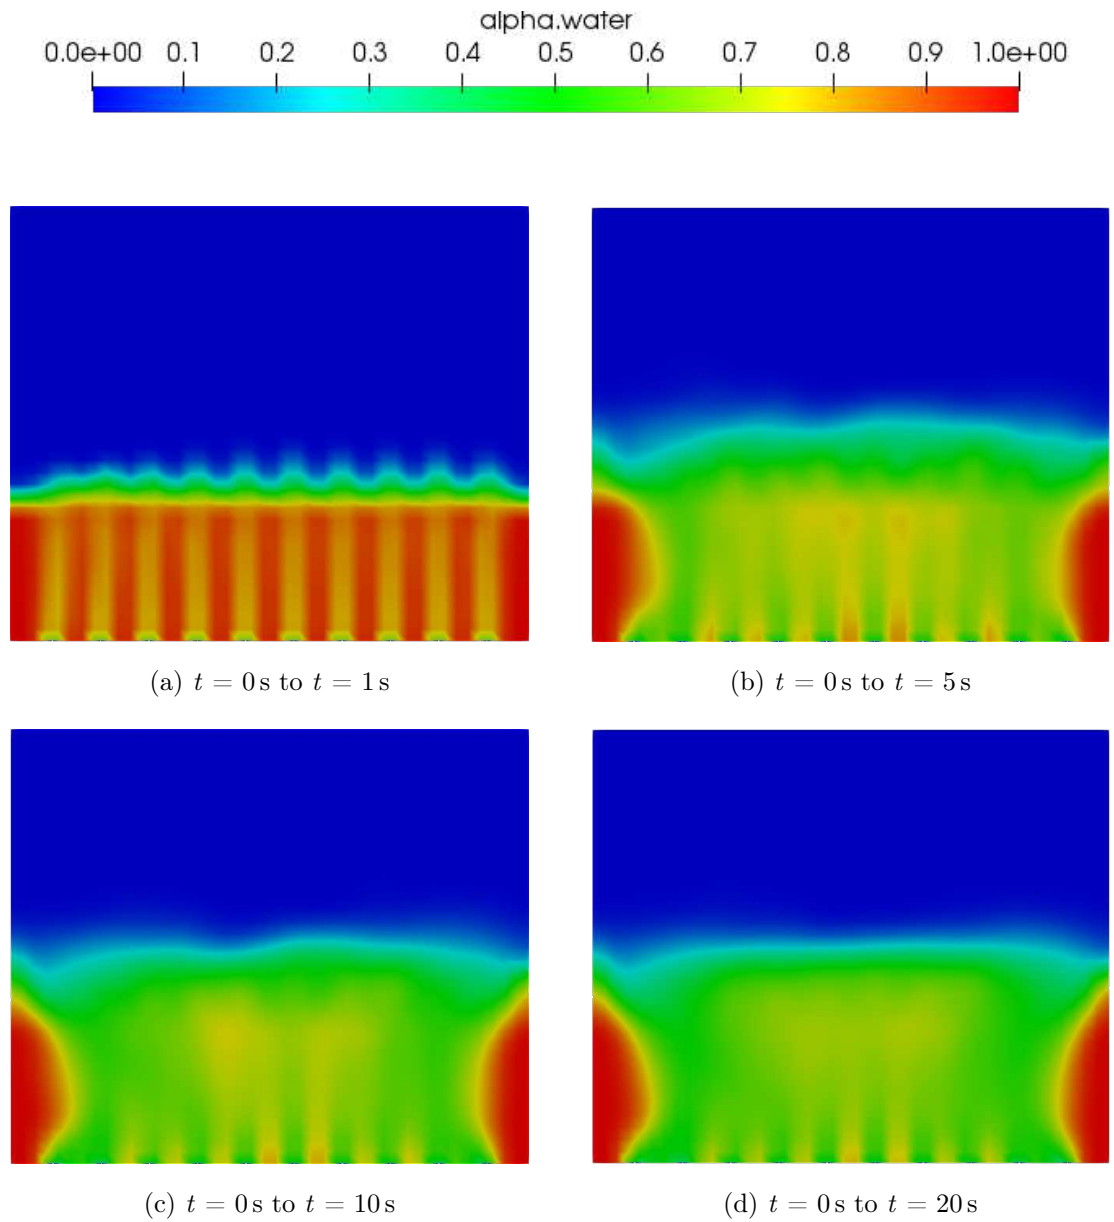 alpha.water
0.0e+00 0.1 0.2 0.3 0.4 0.5 0.6 0.7 0.8 0.9 1.0e+00
(a) t = 0 s to t = 1 s
(b) t = 0 s to t = 5 s
(c) t = 0 s to t = 10 s
(d) t = 0 s to t = 20 s